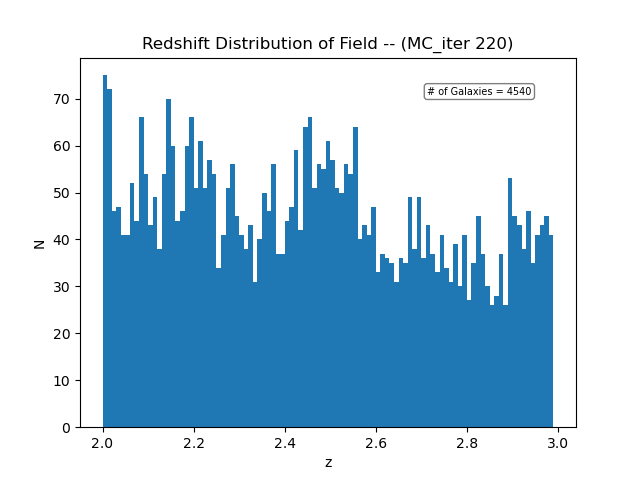 Redshift Distribution of Field -- (MC_iter 220)
# of Galaxies = 4540
70
60
50
40
30
20
10
0
N
2.0 2.2 2.4 2.6 2.8 3.0
z